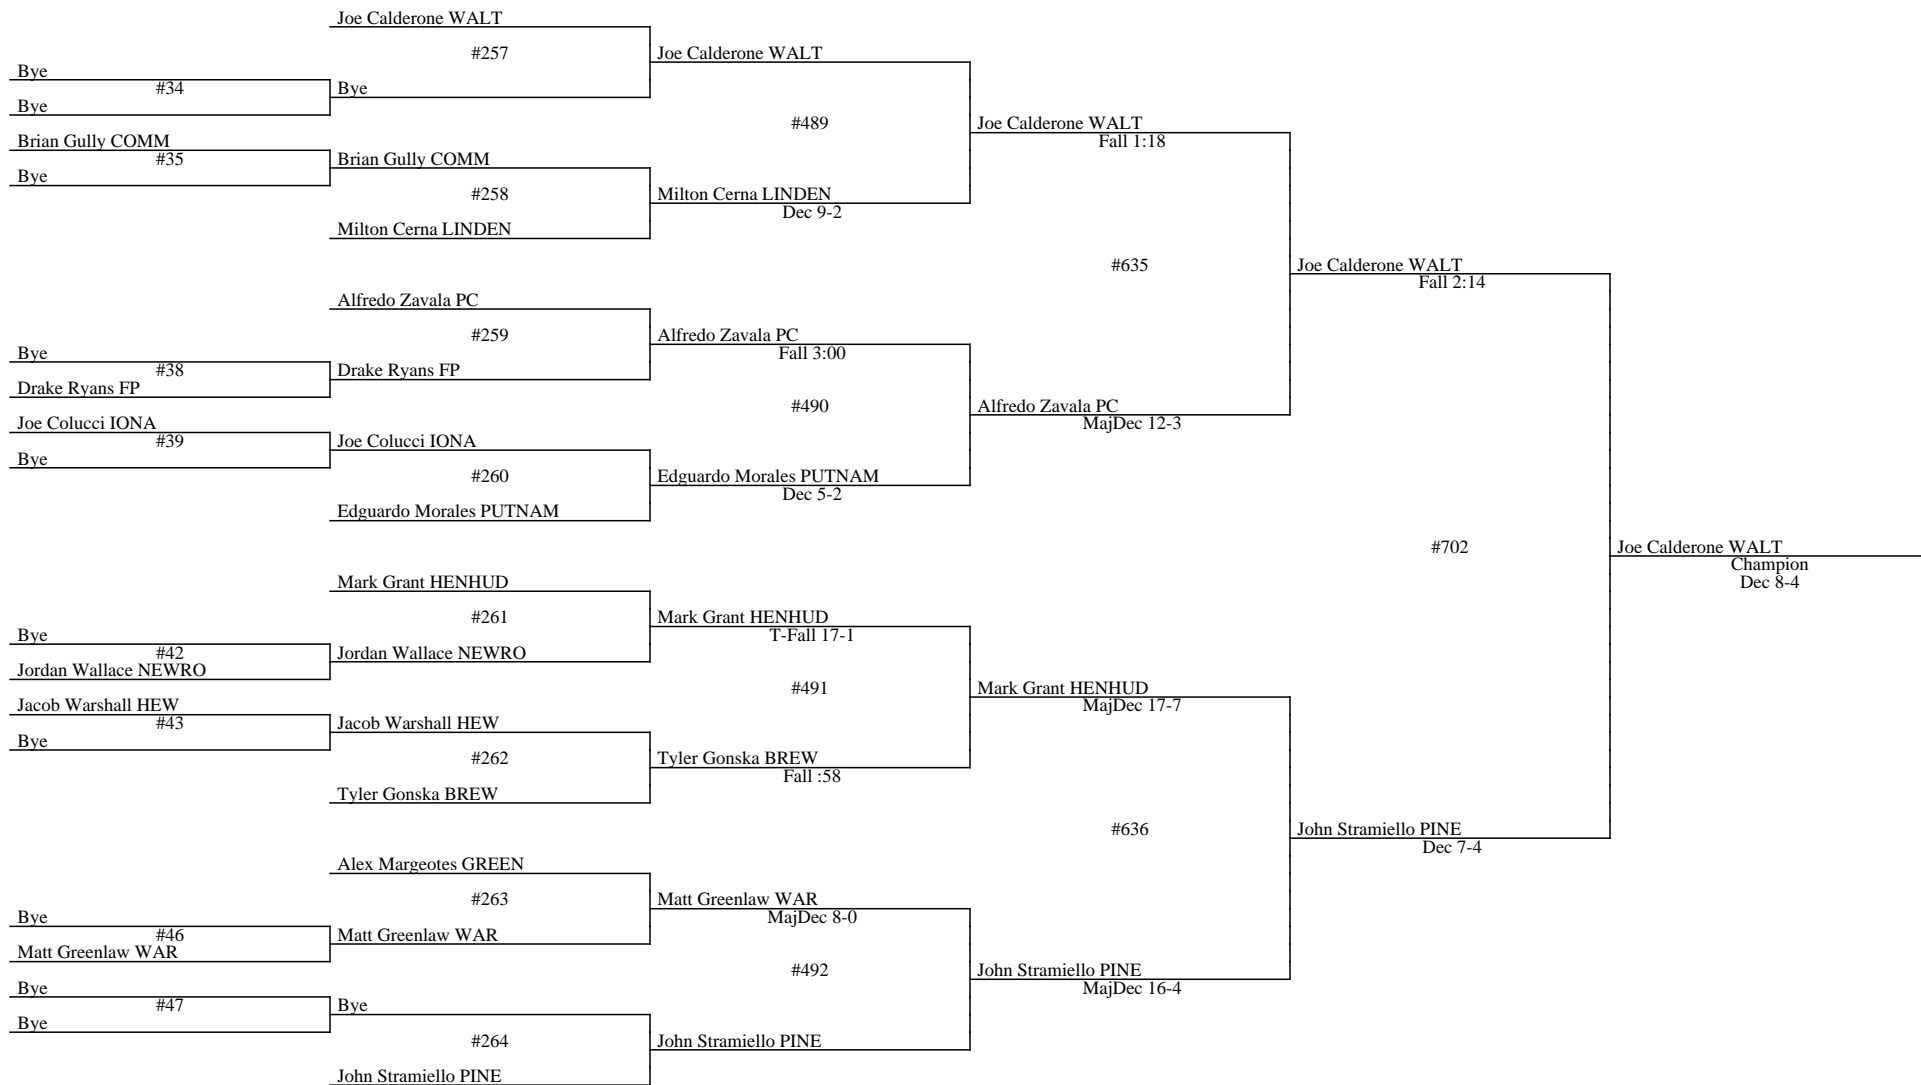 Joe Calderone WALT
#257
Joe Calderone WALT
Bye
#34
Bye
Bye
#489
Joe Calderone WALT
Fall 1:18
Brian Gully COMM
#35
Brian Gully COMM
Bye
#258
Milton Cerna LINDEN
Dec 9-2
Milton Cerna LINDEN
#635
Joe Calderone WALT
Fall 2:14
Alfredo Zavala PC
#259
Alfredo Zavala PC
Fall 3:00
Bye
#38
Drake Ryans FP
Drake Ryans FP
#490
Alfredo Zavala PC
MajDec 12-3
Joe Colucci IONA
#39
Joe Colucci IONA
Bye
#260
Edguardo Morales PUTNAM
Dec 5-2
Edguardo Morales PUTNAM
#702
Joe Calderone WALT
Champion
Dec 8-4
Mark Grant HENHUD
#261
Mark Grant HENHUD
T-Fall 17-1
Bye
#42
Jordan Wallace NEWRO
Jordan Wallace NEWRO
#491
Mark Grant HENHUD
MajDec 17-7
Jacob Warshall HEW
#43
Jacob Warshall HEW
Bye
#262
Tyler Gonska BREW
Fall :58
Tyler Gonska BREW
#636
John Stramiello PINE
Dec 7-4
Alex Margeotes GREEN
#263
Matt Greenlaw WAR
MajDec 8-0
Bye
#46
Matt Greenlaw WAR
Matt Greenlaw WAR
#492
John Stramiello PINE
MajDec 16-4
Bye
#47
Bye
Bye
#264
John Stramiello PINE
John Stramiello PINE